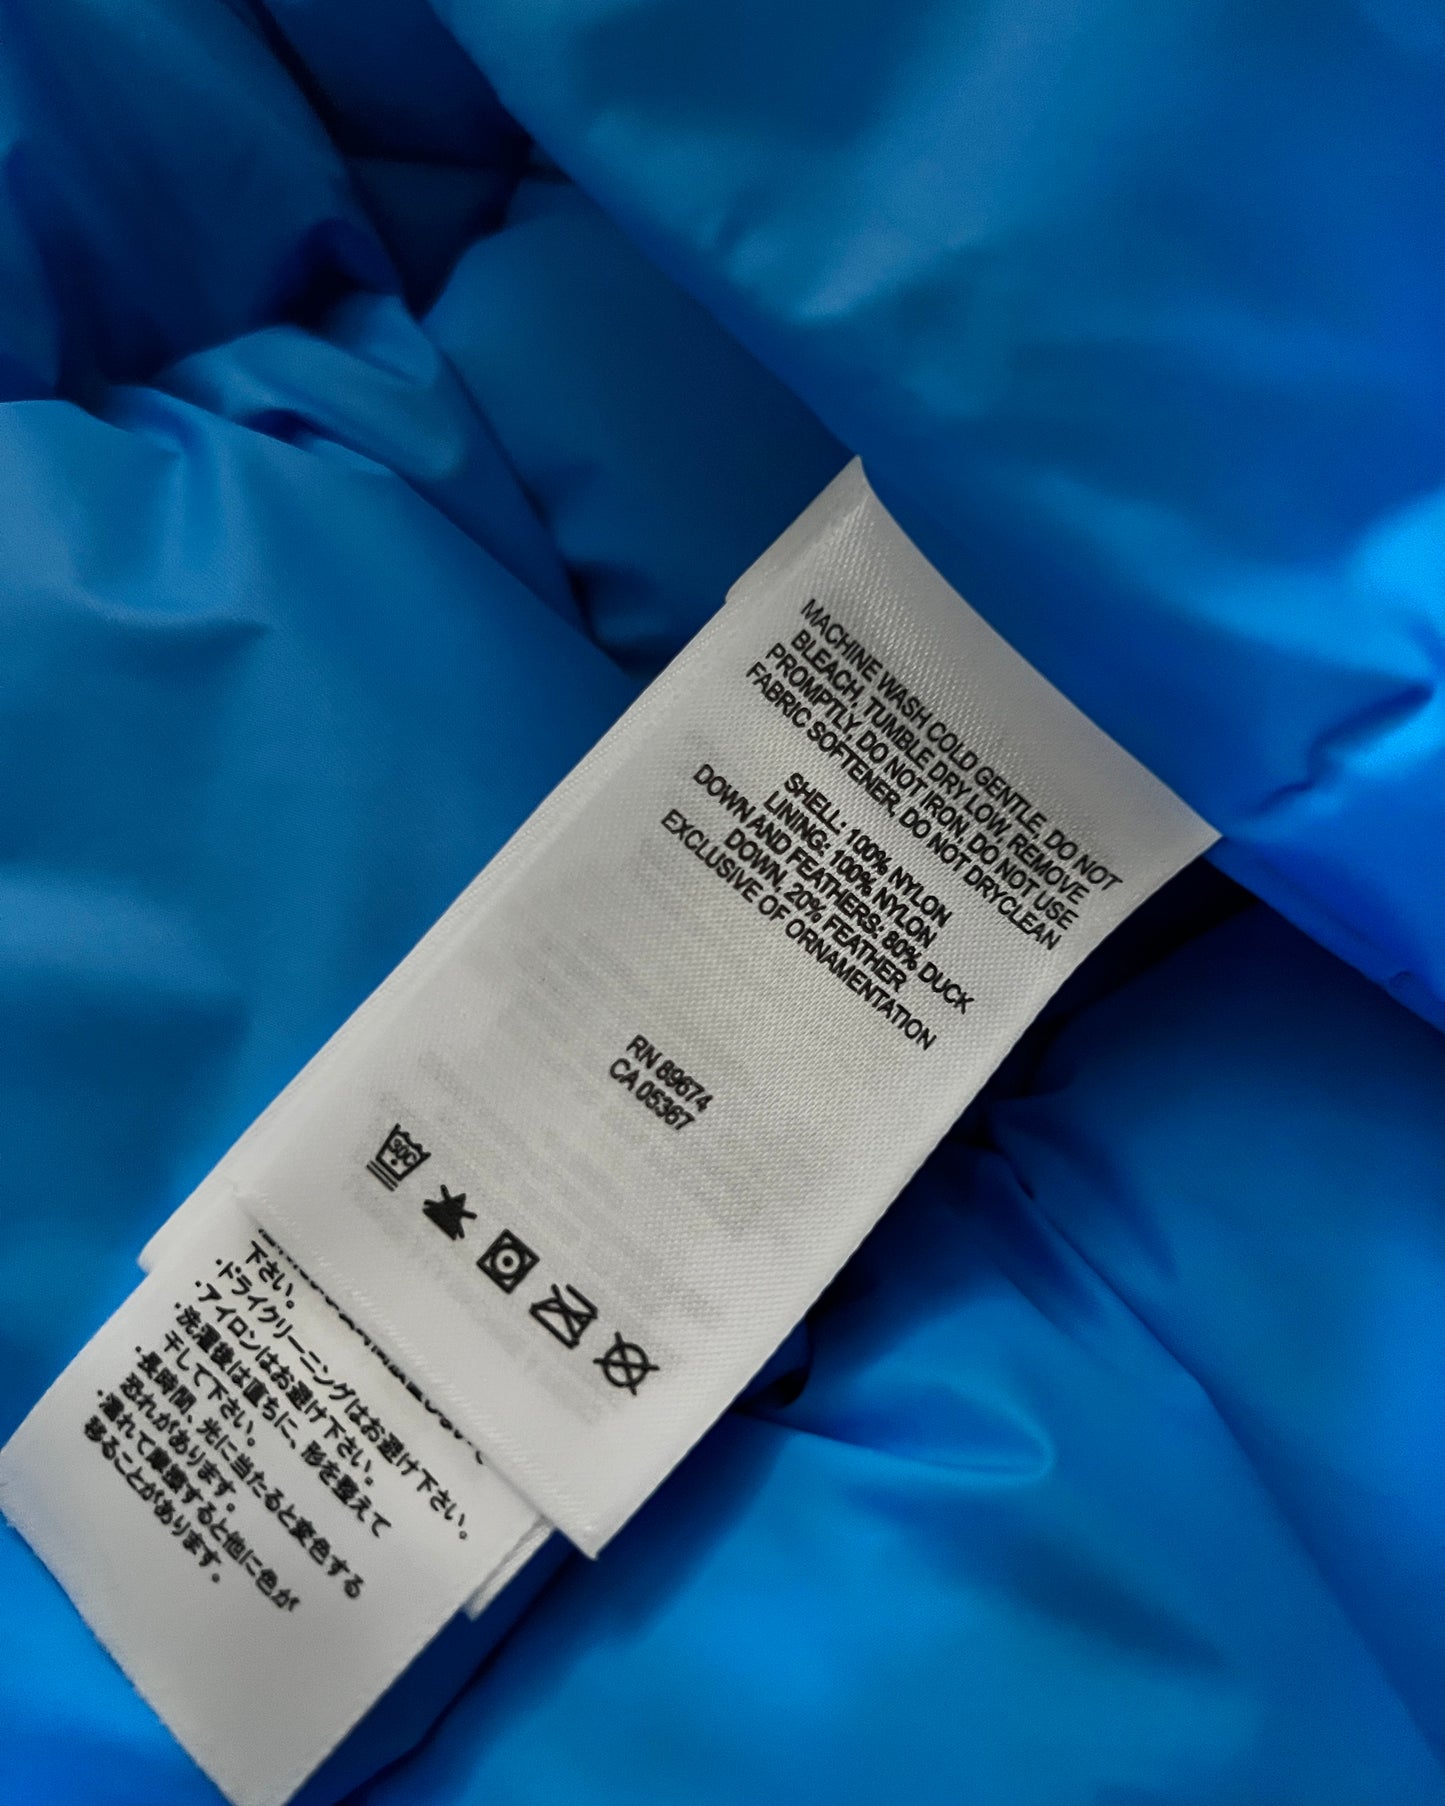 MACHINE WASH COLD GENTLE, DO NOT
BLEACH, TUMBLE DRY LOW, REMOVE
PROMPTLY, DO NOT IRON, DO NOT USE
FABRIC SOFTENER, DO NOT DRYCLEAN
SHELL: 100% NYLON
LINING: 100% NYLON
DOWN AND FEATHERS: 80% DUCK
DOWN, 20% FEATHER
EXCLUSIVE OF ORNAMENTATION
RN 89674
CA 05367
30C
下さい。
・ドライクリーニングはお避け下さい。
・アイロンはお避け下さい。
・洗濯後は直ちに、形を整えて
干して下さい。
・長時間、光に当たると変色する
恐れがあります。
・濡れて摩擦すると他に色が
移ることがあります。